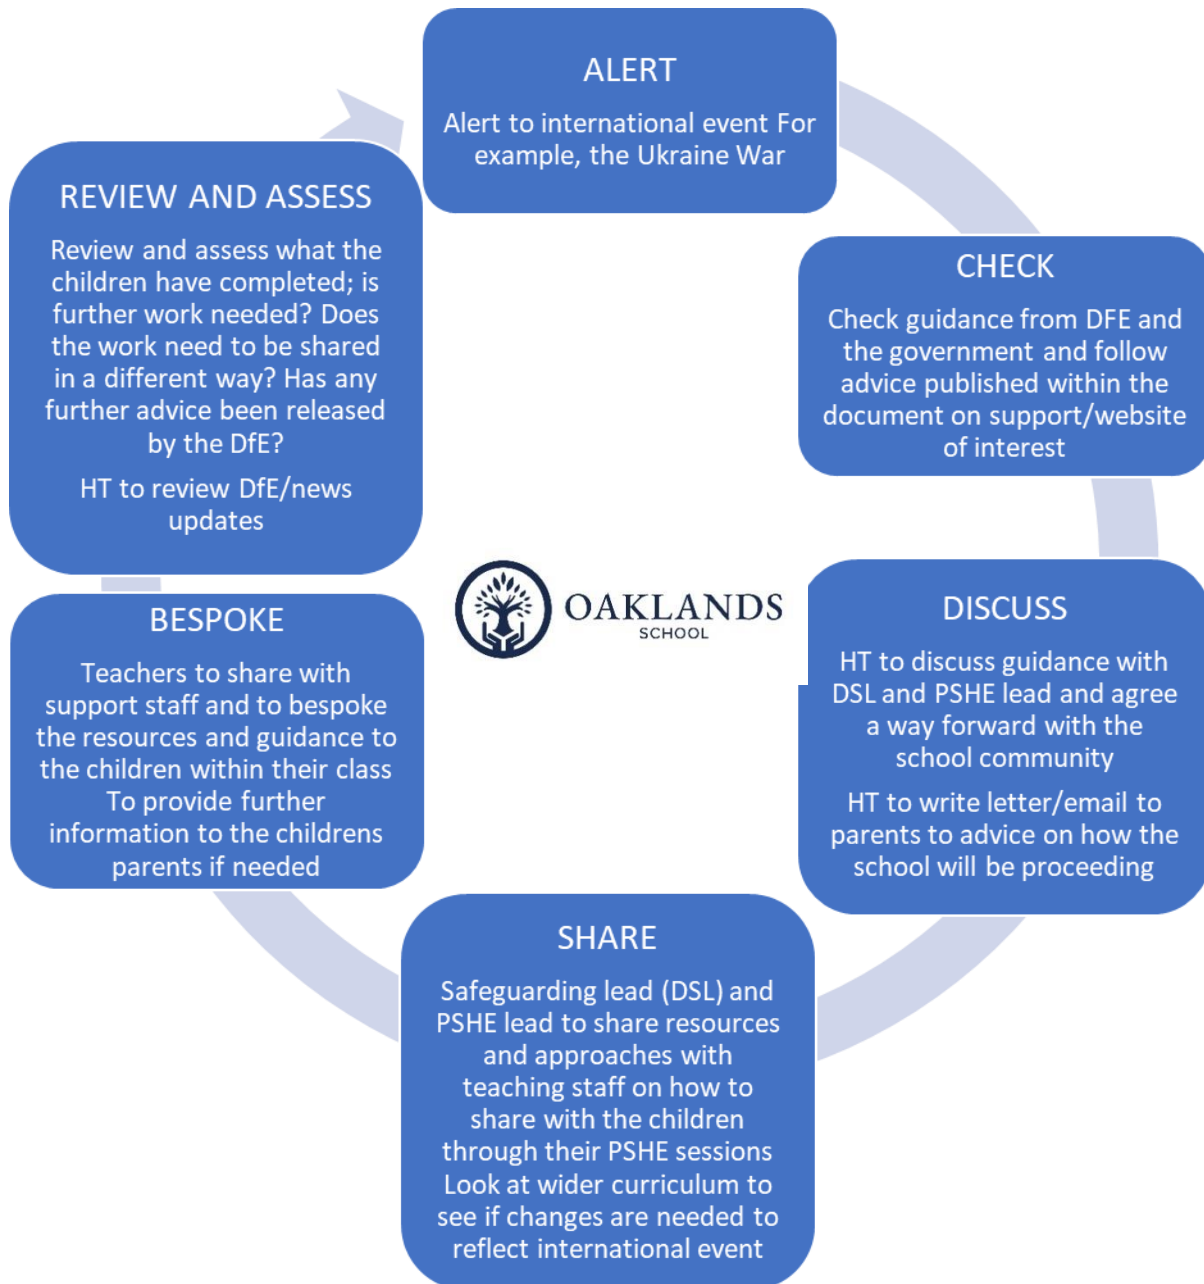 ALERT
Alert to international event For
example, the Ukraine War
CHECK
Check guidance from DFE and
the government and follow
advice published within the
document on support/website
of interest
DISCUSS
HT to discuss guidance with
DSL and PSHE lead and agree
a way forward with the
school community
HT to write letter/email to
parents to advice on how the
school will be proceeding
SHARE
Safeguarding lead (DSL) and
PSHE lead to share resources
and approaches with
teaching staff on how to
share with the children
through their PSHE sessions
Look at wider curriculum to
see if changes are needed to
reflect international event
BESPOKE
Teachers to share with
support staff and to bespoke
the resources and guidance to
the children within their class
To provide further
information to the childrens
parents if needed
REVIEW AND ASSESS
Review and assess what the
children have completed; is
further work needed? Does
the work need to be shared
in a different way? Has any
further advice been released
by the DfE?
HT to review DfE/news
updates
OAKLANDS
SCHOOL